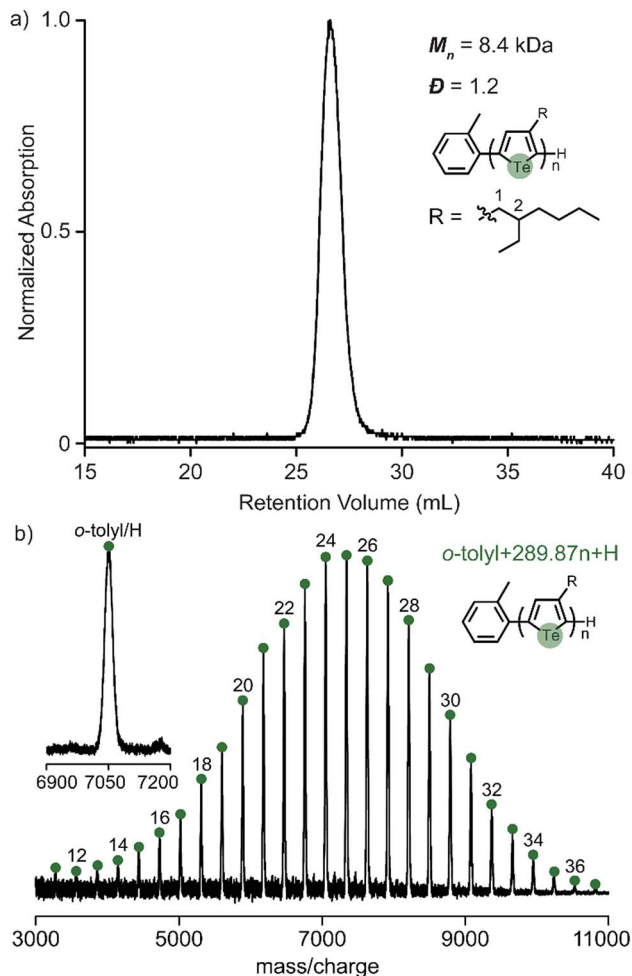 a)
1.0
0.5
0
Normalized Absorption
15 20 25 30 35 40
Retention Volume (mL)
Mn = 8.4 kDa
Đ = 1.2
R
Te
n
H
R =
1
2
b)
o-tolyl/H
6900 7050 7200
12 14 16 18 20 22 24 26 28 30 32 34 36
o-tolyl+289.87n+H
R
Te
n
H
3000 5000 7000 9000 11000
mass/charge